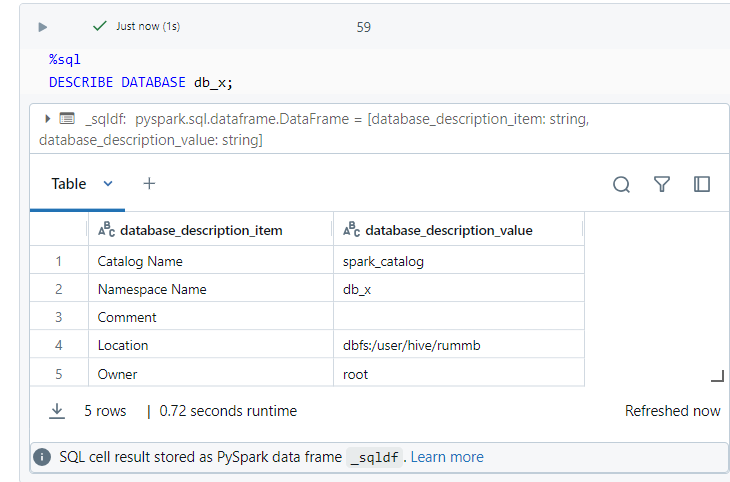 Just now (1s) 59
%sql
DESCRIBE DATABASE db_x;
_sqldf: pyspark.sql.dataframe.DataFrame = [database_description_item: string,
database_description_value: string]
Table +
ABC database_description_item ABC database_description_value
1 Catalog Name spark_catalog
2 Namespace Name db_x
3 Comment
4 Location dbfs:/user/hive/rummb
5 Owner root
5 rows | 0.72 seconds runtime Refreshed now
SQL cell result stored as PySpark data frame _sqldf. Learn more